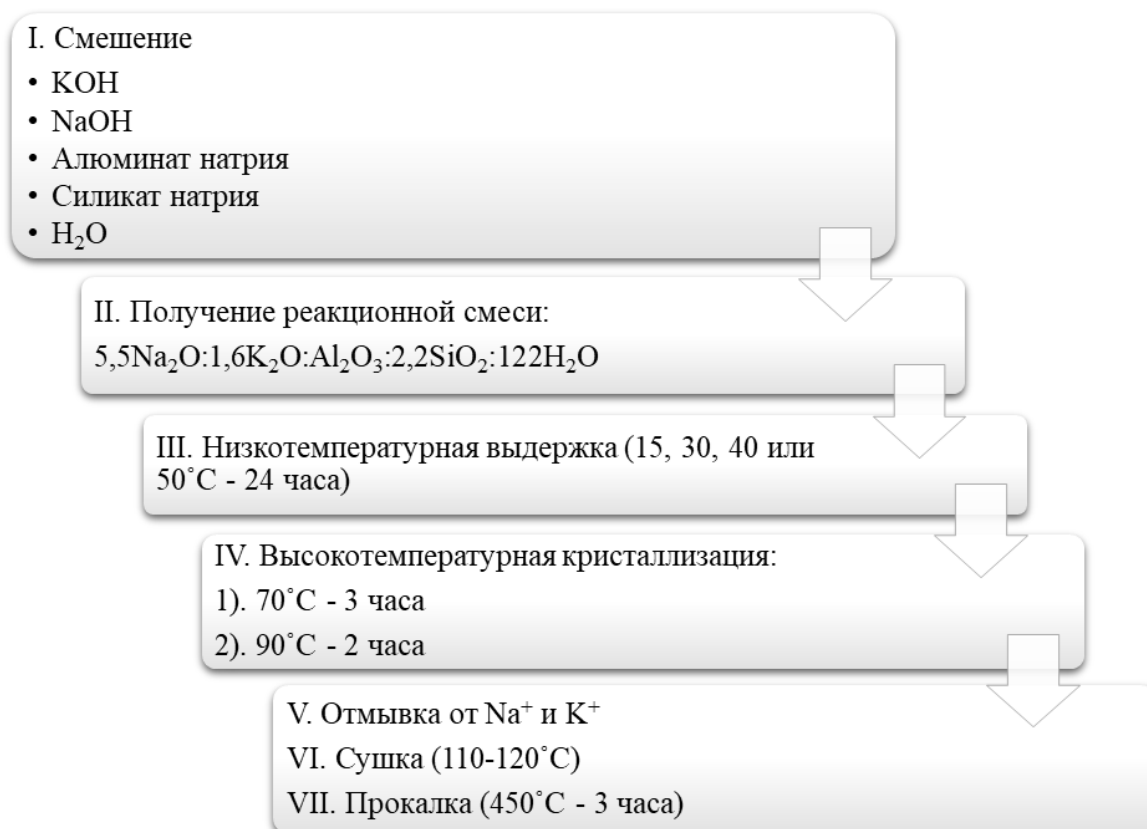 I. Смешение
• KOH
• NaOH
• Алюминат натрия
• Силикат натрия
• H₂O
II. Получение реакционной смеси:
5,5Na₂O:1,6K₂O:Al₂O₃:2,2SiO₂:122H₂O
III. Низкотемпературная выдержка (15, 30, 40 или
50˚С - 24 часа)
IV. Высокотемпературная кристаллизация:
1). 70˚С - 3 часа
2). 90˚С - 2 часа
V. Отмывка от Na⁺ и K⁺
VI. Сушка (110-120˚С)
VII. Прокалка (450˚С - 3 часа)